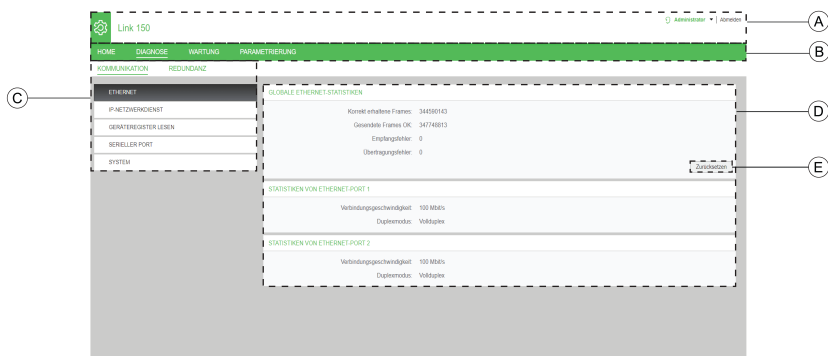 Link 150
Administrator
Abmelden
A
HOME DIAGNOSE WARTUNG PARAMETRIERUNG
B
KOMMUNIKATION REDUNDANZ
C
ETHERNET
IP-NETZWERKDIENST
GERÄTEREGISTER LESEN
SERIELLER PORT
SYSTEM
GLOBALE ETHERNET-STATISTIKEN
Korrekt erhaltene Frames: 344590143
Gesendete Frames OK: 347748813
Empfangsfehler: 0
Übertragungsfehler: 0
D
Zurücksetzen
E
STATISTIKEN VON ETHERNET-PORT 1
Verbindungsgeschwindigkeit: 100 Mbit/s
Duplexmodus: Vollduplex
STATISTIKEN VON ETHERNET-PORT 2
Verbindungsgeschwindigkeit: 100 Mbit/s
Duplexmodus: Vollduplex